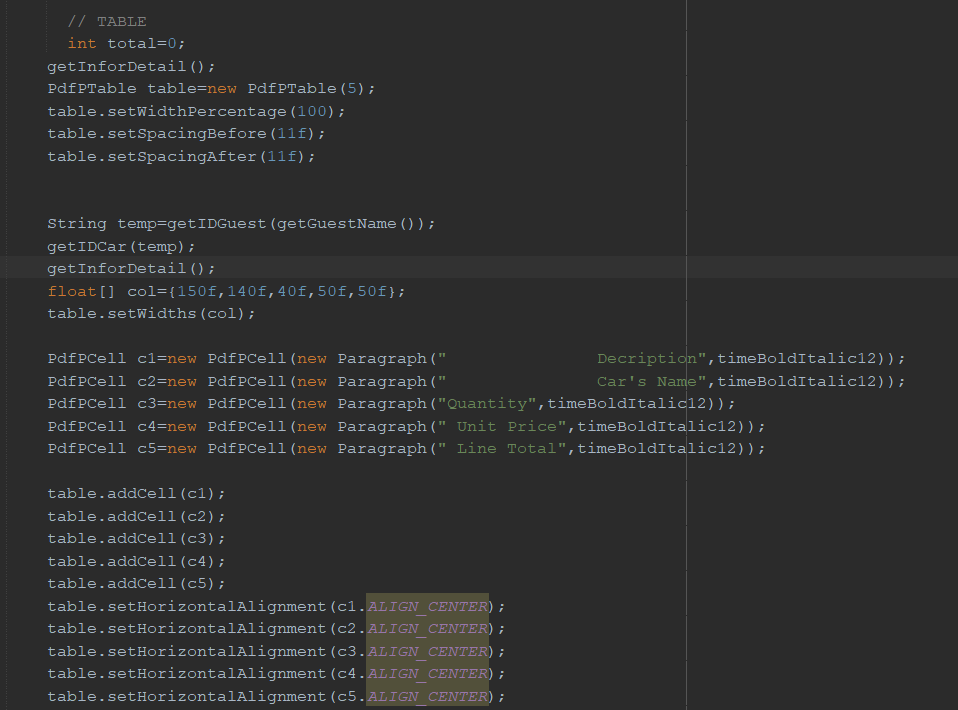 // TABLE
int total=0;
getInforDetail();
PdfPTable table=new PdfPTable(5);
table.setWidthPercentage(100);
table.setSpacingBefore(11f);
table.setSpacingAfter(11f);
String temp=getIDGuest(getGuestName());
getIDCar(temp);
getInforDetail();
float[] col={150f,140f,40f,50f,50f};
table.setWidths(col);
PdfPCell c1=new PdfPCell(new Paragraph("               Decription",timeBoldItalic12));
PdfPCell c2=new PdfPCell(new Paragraph("               Car's Name",timeBoldItalic12));
PdfPCell c3=new PdfPCell(new Paragraph("Quantity",timeBoldItalic12));
PdfPCell c4=new PdfPCell(new Paragraph(" Unit Price",timeBoldItalic12));
PdfPCell c5=new PdfPCell(new Paragraph(" Line Total",timeBoldItalic12));
table.addCell(c1);
table.addCell(c2);
table.addCell(c3);
table.addCell(c4);
table.addCell(c5);
table.setHorizontalAlignment(c1.ALIGN_CENTER);
table.setHorizontalAlignment(c2.ALIGN_CENTER);
table.setHorizontalAlignment(c3.ALIGN_CENTER);
table.setHorizontalAlignment(c4.ALIGN_CENTER);
table.setHorizontalAlignment(c5.ALIGN_CENTER);